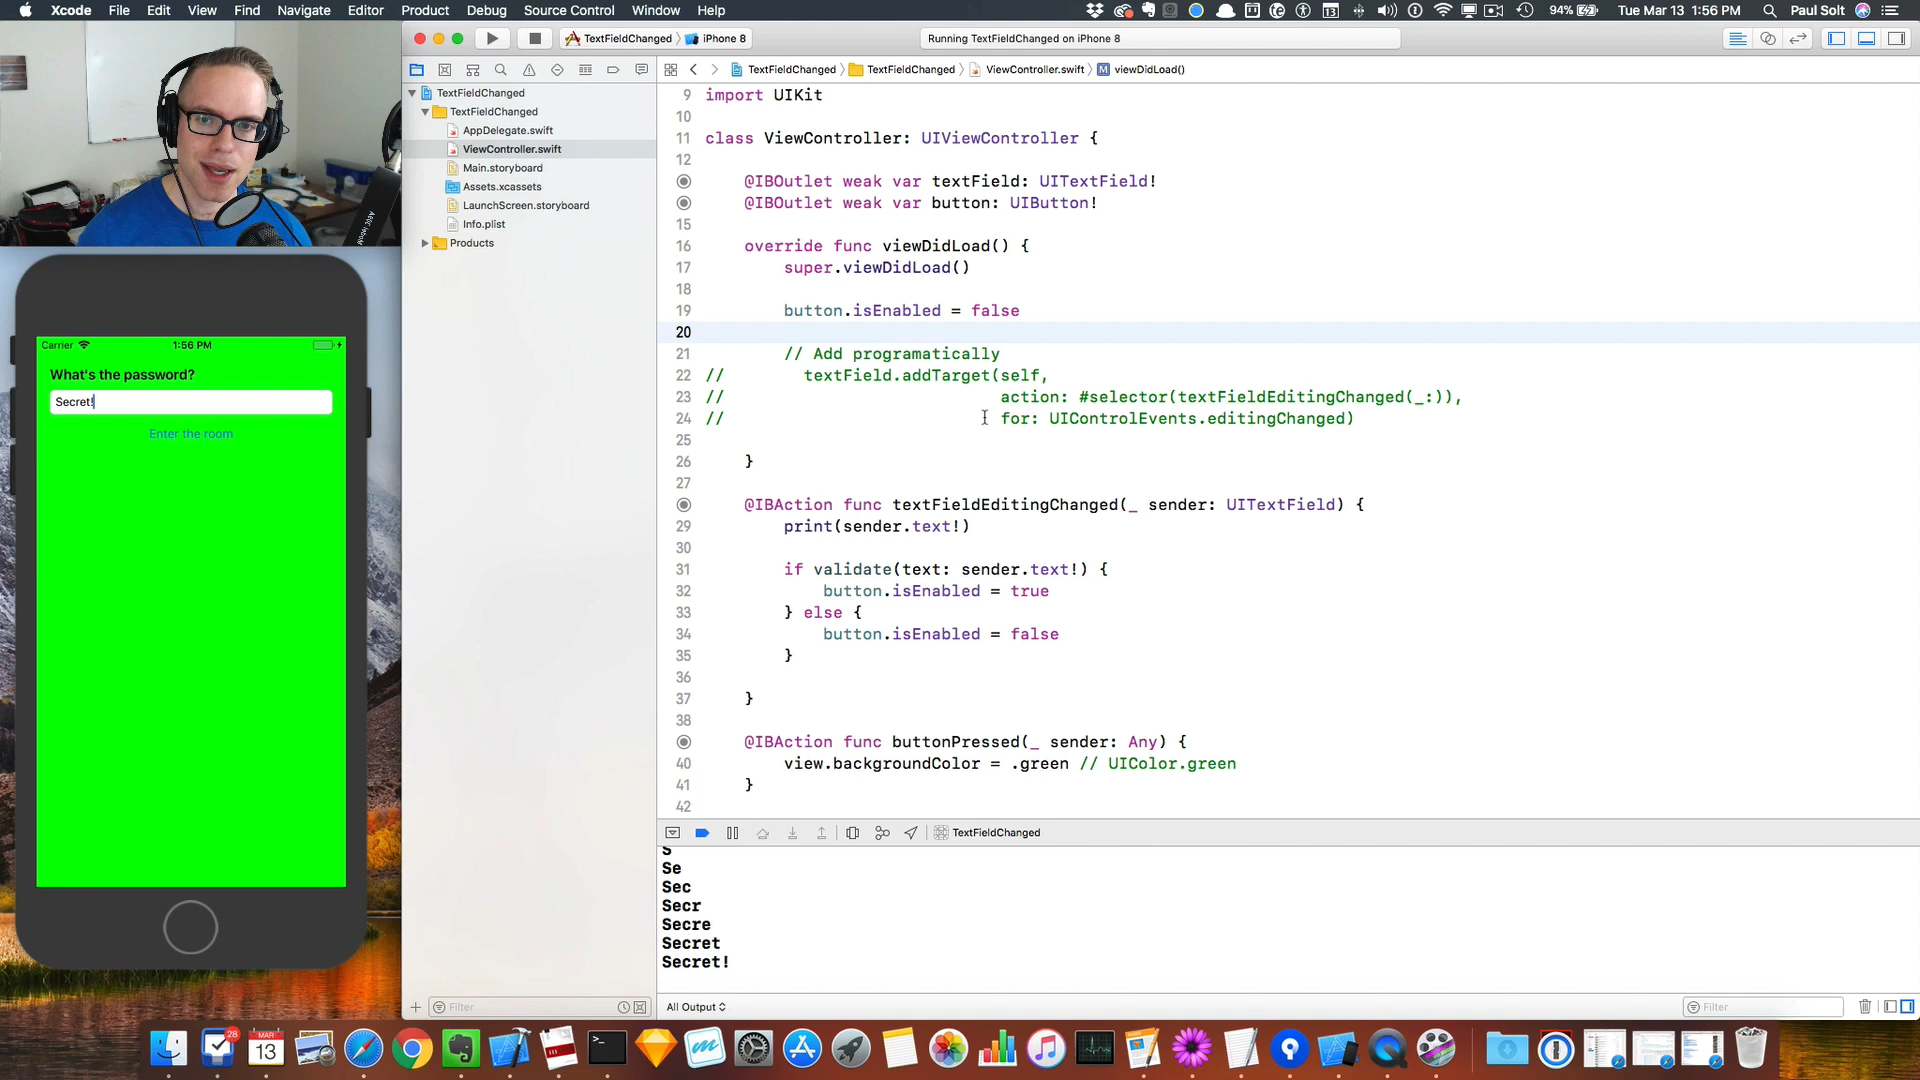 Xcode File Edit View Find Navigate Editor Product Debug Source Control Window Help 94% Tue Mar 13 1:56 PM Paul Solt
TextFieldChanged iPhone 8 Running TextFieldChanged on iPhone 8
TextFieldChanged TextFieldChanged ViewController.swift M viewDidLoad()
TextFieldChanged
TextFieldChanged
AppDelegate.swift
ViewController.swift
Main.storyboard
Assets.xcassets
LaunchScreen.storyboard
Info.plist
Products
Filter
Carrier 1:56 PM
What's the password?
Secret!
Enter the room
9 import UIKit
10
11 class ViewController: UIViewController {
12
@IBOutlet weak var textField: UITextField!
@IBOutlet weak var button: UIButton!
15
16 override func viewDidLoad() {
17 super.viewDidLoad()
18
19 button.isEnabled = false
20
21 // Add programatically
22 // textField.addTarget(self,
23 // action: #selector(textFieldEditingChanged(_:)),
24 // for: UIControlEvents.editingChanged)
25
26 }
27
@IBAction func textFieldEditingChanged(_ sender: UITextField) {
29 print(sender.text!)
30
31 if validate(text: sender.text!) {
32 button.isEnabled = true
33 } else {
34 button.isEnabled = false
35 }
36
37 }
38
@IBAction func buttonPressed(_ sender: Any) {
40 view.backgroundColor = .green // UIColor.green
41 }
42
TextFieldChanged
S
Se
Sec
Secr
Secre
Secret
Secret!
All Output Filter
28 MAR 13